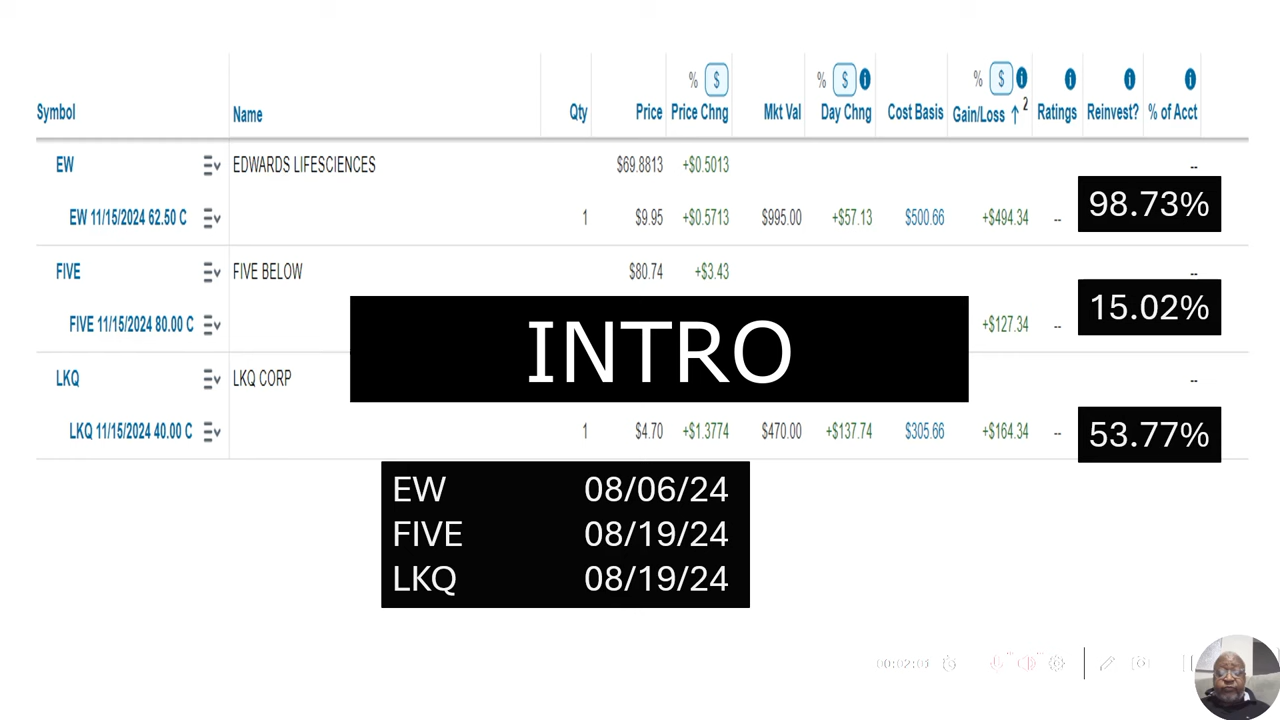 % $ % $ % $
Symbol Name Qty Price Price Chng Mkt Val Day Chng Cost Basis Gain/Loss ↑ 2 Ratings Reinvest? % of Acct
EW EDWARDS LIFESCIENCES $69.8813 +$0.5013 --
EW 11/15/2024 62.50 C 1 $9.95 +$0.5713 $995.00 +$57.13 $500.66 +$494.34 -- 98.73%
FIVE FIVE BELOW $80.74 +$3.43 --
FIVE 11/15/2024 80.00 C +$127.34 -- 15.02%
INTRO
LKQ LKQ CORP --
LKQ 11/15/2024 40.00 C 1 $4.70 +$1.3774 $470.00 +$137.74 $305.66 +$164.34 -- 53.77%
EW 08/06/24
FIVE 08/19/24
LKQ 08/19/24